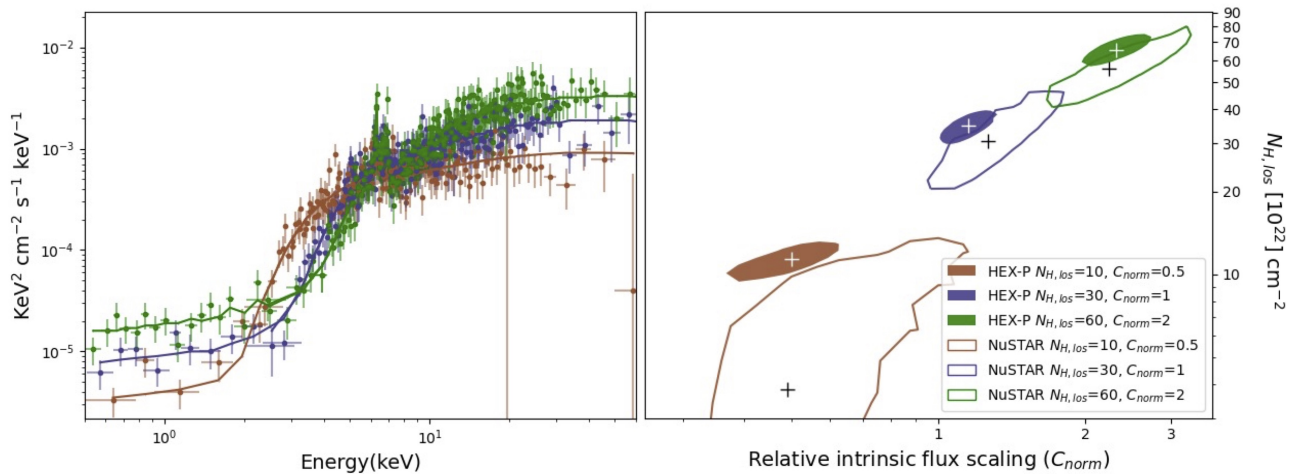 10⁻²
10⁻³
10⁻⁴
10⁻⁵
KeV² cm⁻² s⁻¹ keV⁻¹
10⁰
10¹
Energy(keV)
90
80
70
60
50
40
30
20
10
N_{H, los} [10²²] cm⁻²
HEX-P N_{H, los}=10, C_{norm}=0.5
HEX-P N_{H, los}=30, C_{norm}=1
HEX-P N_{H, los}=60, C_{norm}=2
NuSTAR N_{H, los}=10, C_{norm}=0.5
NuSTAR N_{H, los}=30, C_{norm}=1
NuSTAR N_{H, los}=60, C_{norm}=2
1
2
3
Relative intrinsic flux scaling (C_{norm})